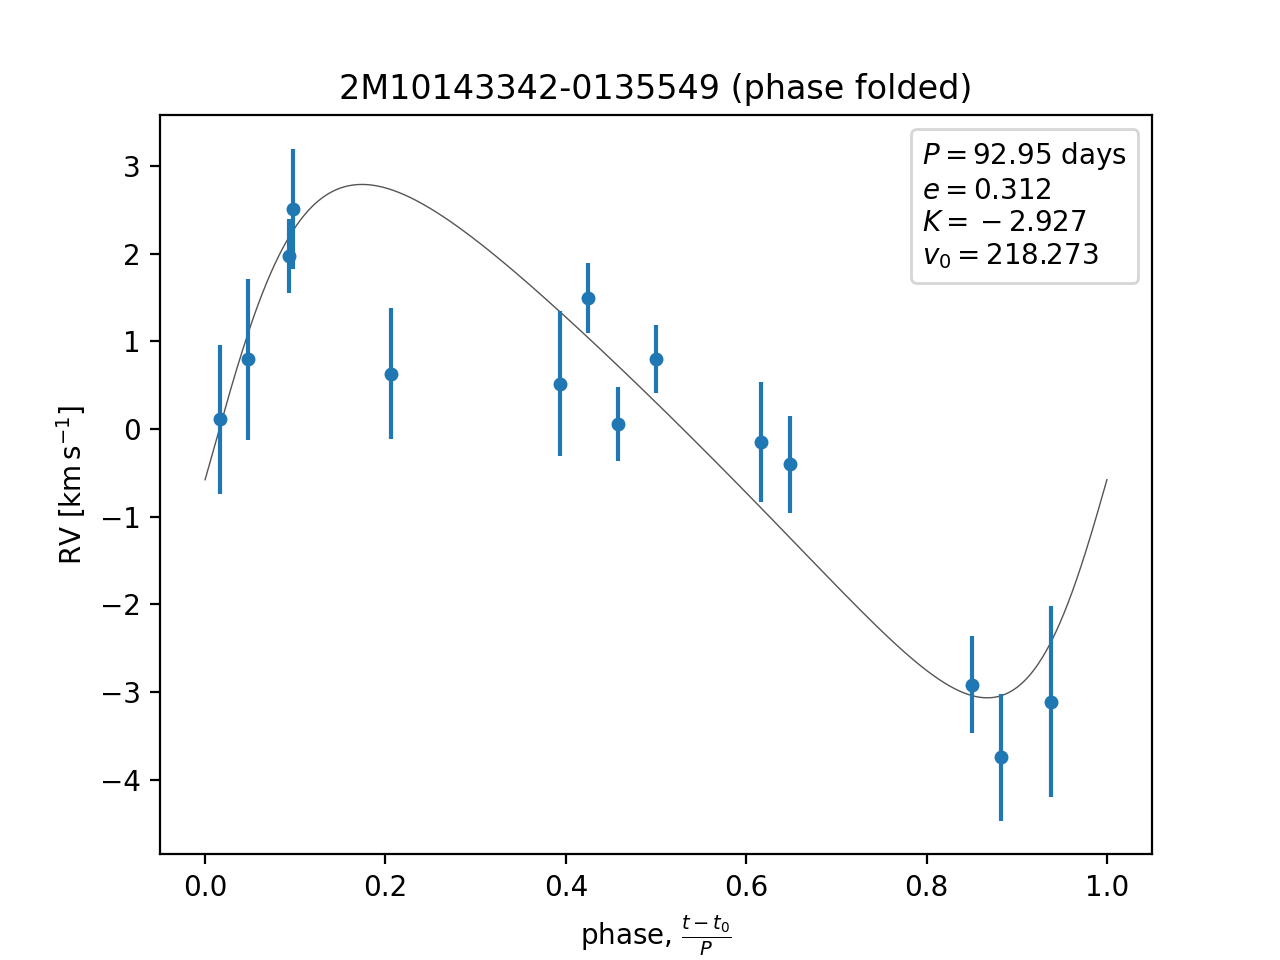 2M10143342-0135549 (phase folded)
P = 92.95 days
e = 0.312
K = −2.927
v₀ = 218.273
RV [km s⁻¹]
3
2
1
0
−1
−2
−3
−4
0.0 0.2 0.4 0.6 0.8 1.0
phase, (t − t₀)/P